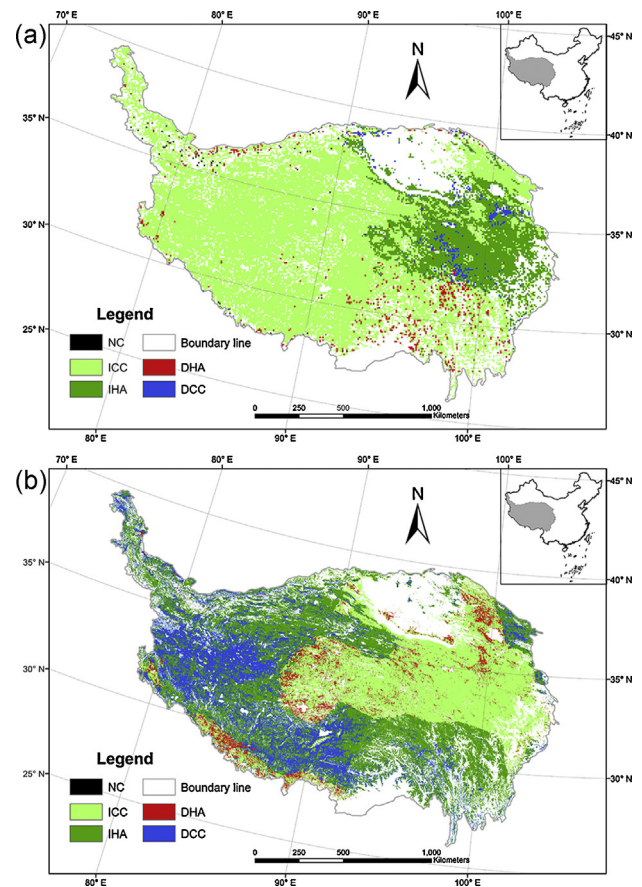 (a)
70° E
80° E
90° E
100° E
45° N
40° N
35° N
30° N
25° N
30° N
N
Legend
NC
Boundary line
ICC
DHA
IHA
DCC
0 250 500 1,000
Kilometers
80° E
90° E
100° E
(b)
70° E
80° E
90° E
100° E
45° N
40° N
35° N
30° N
25° N
30° N
N
Legend
NC
Boundary line
ICC
DHA
IHA
DCC
0 250 500 1,000
Kilometers
80° E
90° E
100° E